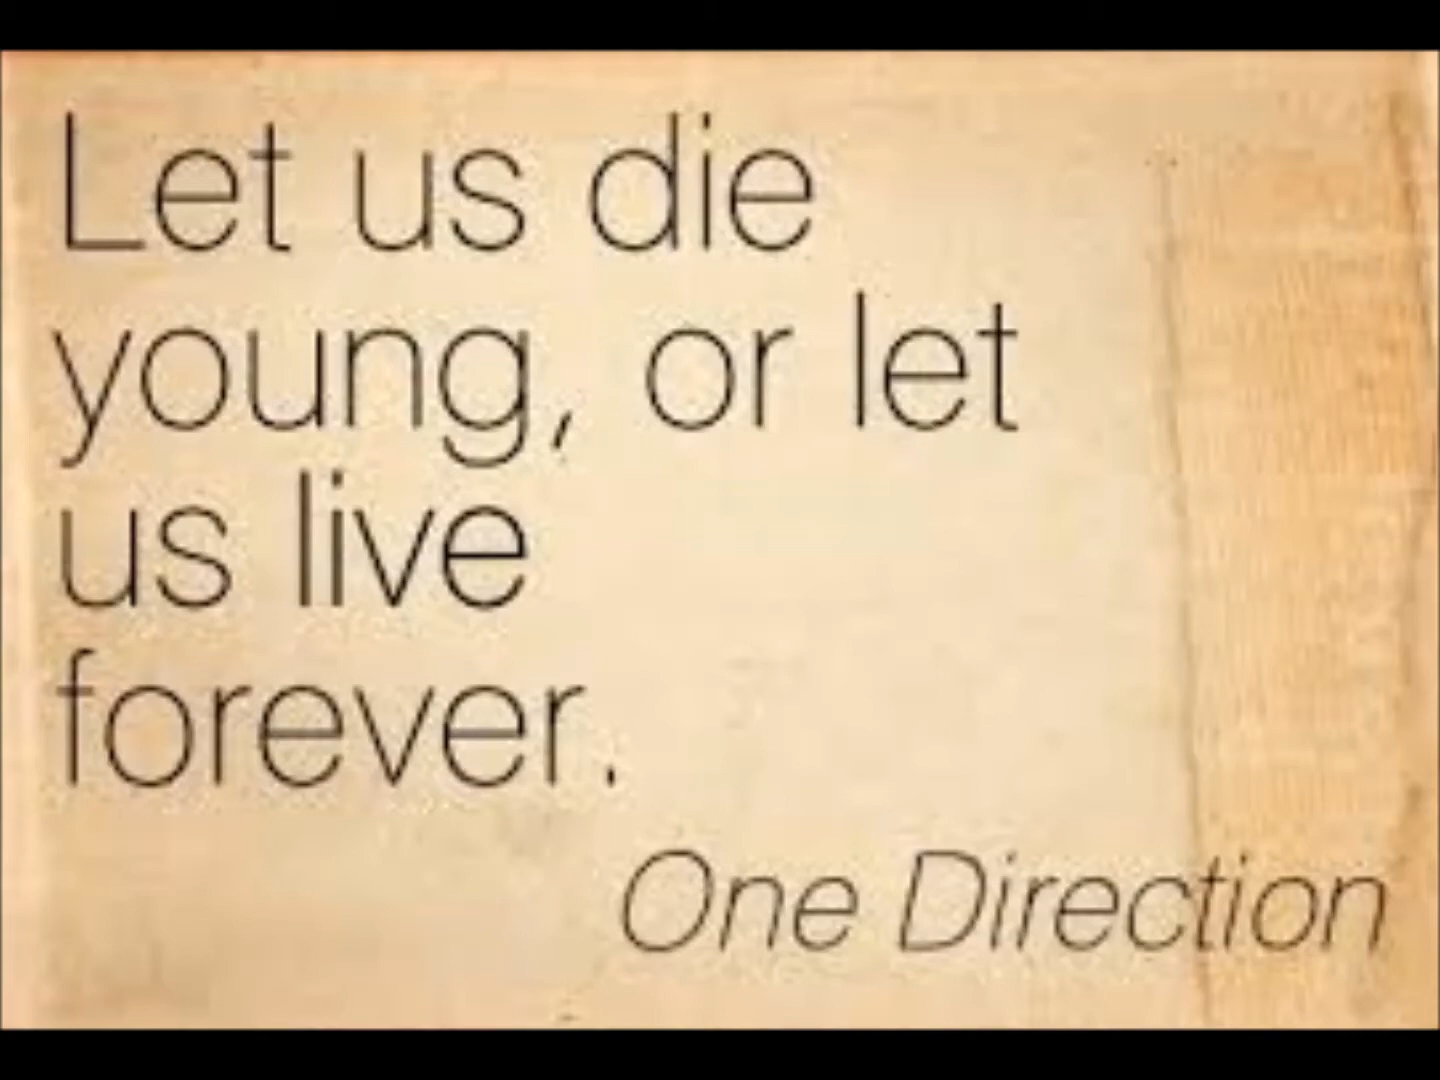 Let us die
young, or let
us live
forever.
One Direction